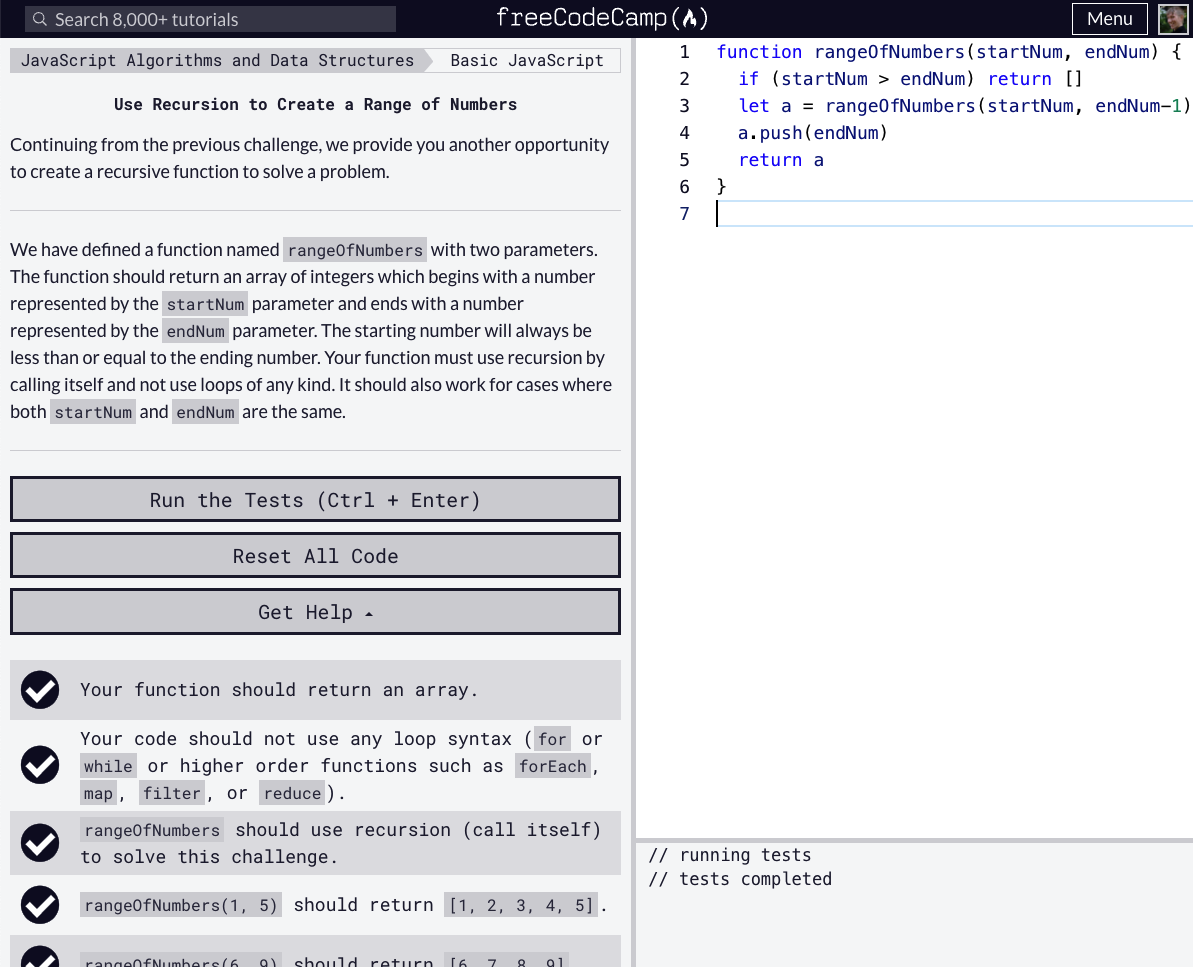 Search 8,000+ tutorials
freeCodeCamp(🔥)
Menu
JavaScript Algorithms and Data Structures
Basic JavaScript
Use Recursion to Create a Range of Numbers
Continuing from the previous challenge, we provide you another opportunity
to create a recursive function to solve a problem.
We have defined a function named rangeOfNumbers with two parameters.
The function should return an array of integers which begins with a number
represented by the startNum parameter and ends with a number
represented by the endNum parameter. The starting number will always be
less than or equal to the ending number. Your function must use recursion by
calling itself and not use loops of any kind. It should also work for cases where
both startNum and endNum are the same.
Run the Tests (Ctrl + Enter)
Reset All Code
Get Help
Your function should return an array.
Your code should not use any loop syntax (for or
while or higher order functions such as forEach,
map, filter, or reduce).
rangeOfNumbers should use recursion (call itself)
to solve this challenge.
rangeOfNumbers(1, 5) should return [1, 2, 3, 4, 5].
rangeOfNumbers(6, 9) should return [6, 7, 8, 9]
1 function rangeOfNumbers(startNum, endNum) {
2 if (startNum > endNum) return []
3 let a = rangeOfNumbers(startNum, endNum-1)
4 a.push(endNum)
5 return a
6 }
7
// running tests
// tests completed